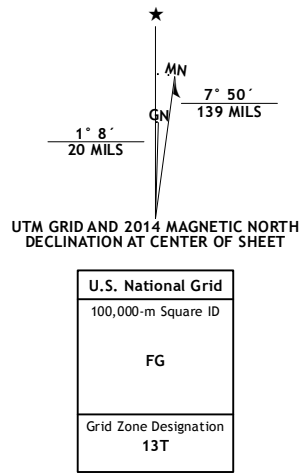 ★
MN
7° 50´
139 MILS
GN
1° 8´
20 MILS
UTM GRID AND 2014 MAGNETIC NORTH
DECLINATION AT CENTER OF SHEET
U.S. National Grid
100,000-m Square ID
FG
Grid Zone Designation
13T